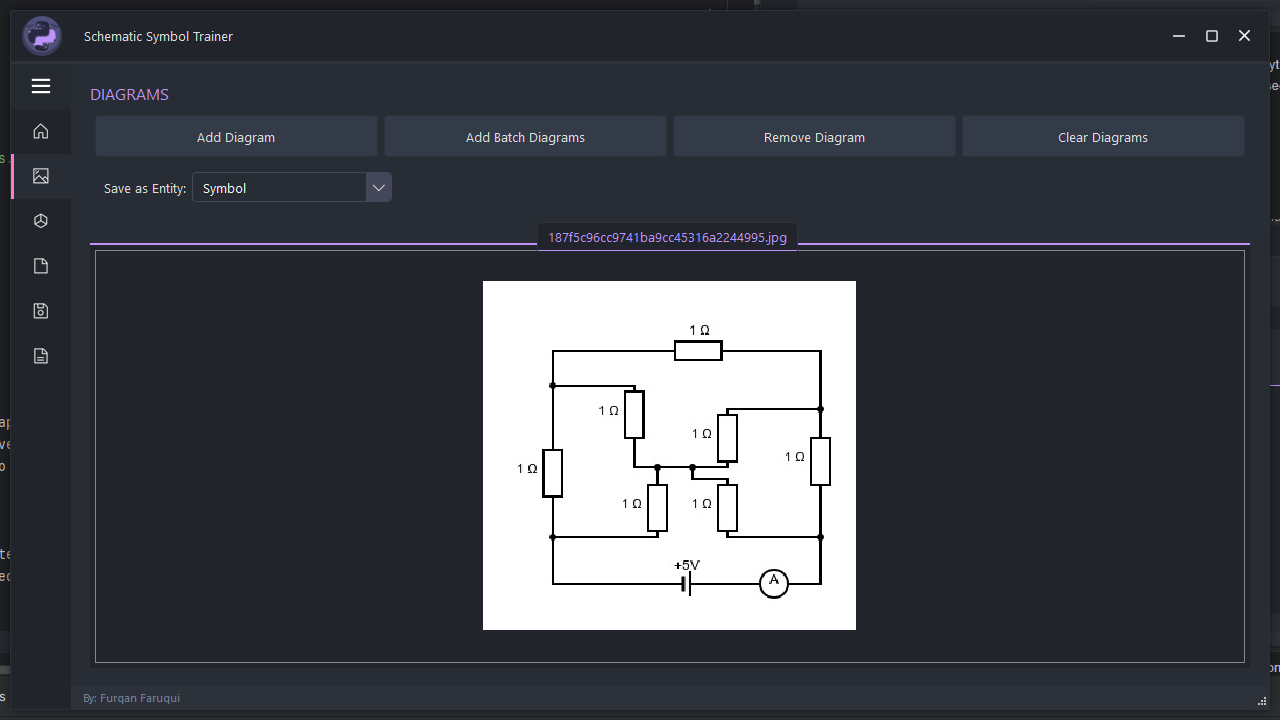 Schematic Symbol Trainer
DIAGRAMS
Add Diagram
Add Batch Diagrams
Remove Diagram
Clear Diagrams
Save as Entity:
Symbol
187f5c96cc9741ba9cc45316a2244995.jpg
1 Ω
1 Ω
1 Ω
1 Ω
1 Ω
1 Ω
1 Ω
+5V
A
By: Furqan Faruqui